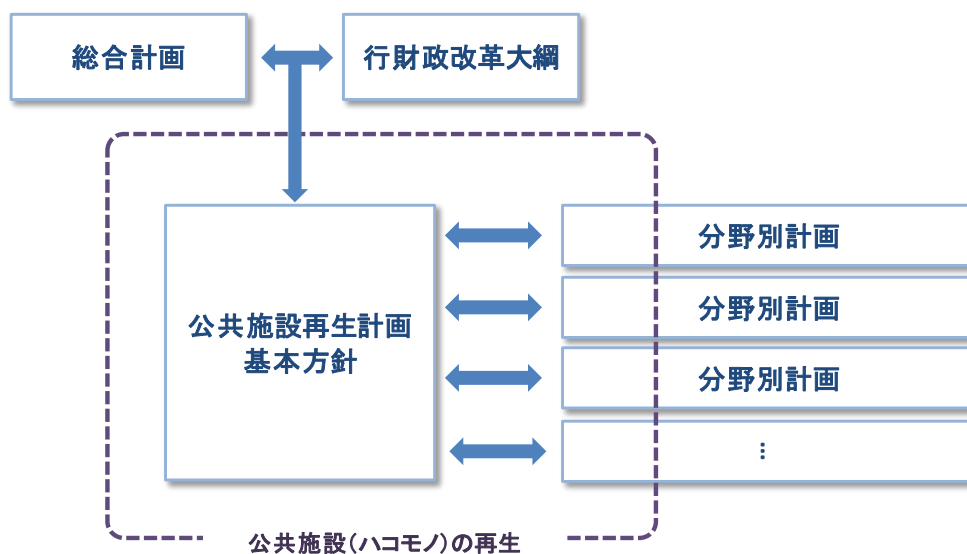 総合計画
行財政改革大綱
公共施設再生計画
基本方針
分野別計画
分野別計画
分野別計画
⋮
公共施設(ハコモノ)の再生